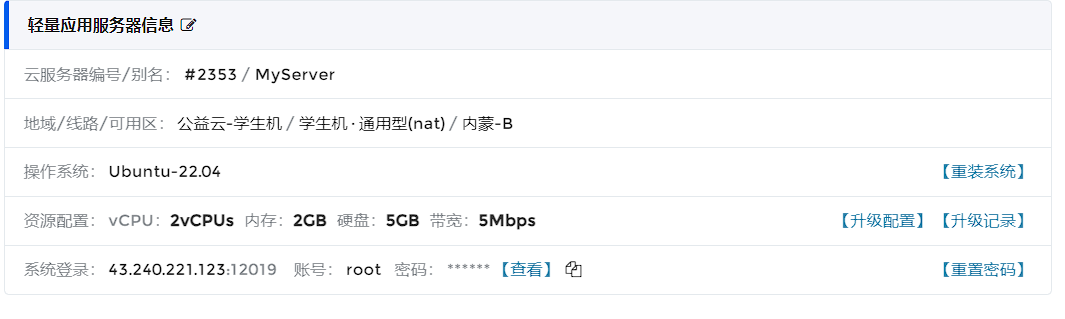 轻量应用服务器信息
云服务器编号/别名： #2353 / MyServer
地域/线路/可用区： 公益云-学生机 / 学生机·通用型(nat) / 内蒙-B
操作系统： Ubuntu-22.04 【重装系统】
资源配置： vCPU： 2vCPUs 内存： 2GB 硬盘： 5GB 带宽： 5Mbps 【升级配置】 【升级记录】
系统登录： 43.240.221.123:12019 账号： root 密码： ****** 【查看】 【重置密码】